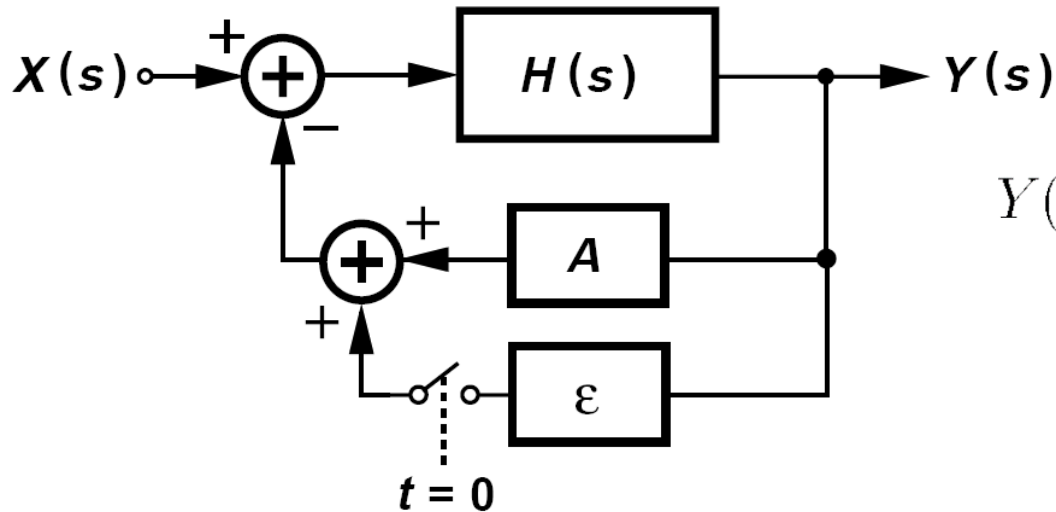 X(s)
+
+
−
H(s)
Y(s)
Y(
+
A
+
+
ε
t = 0